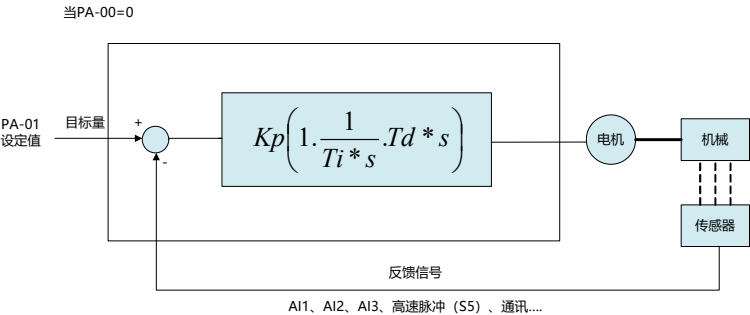 当PA-00=0
PA-01
设定值
目标量
+
-
Kp(1.\frac{1}{Ti*s}.Td*s)
电机
机械
传感器
反馈信号
AI1、AI2、AI3、高速脉冲（S5）、通讯....